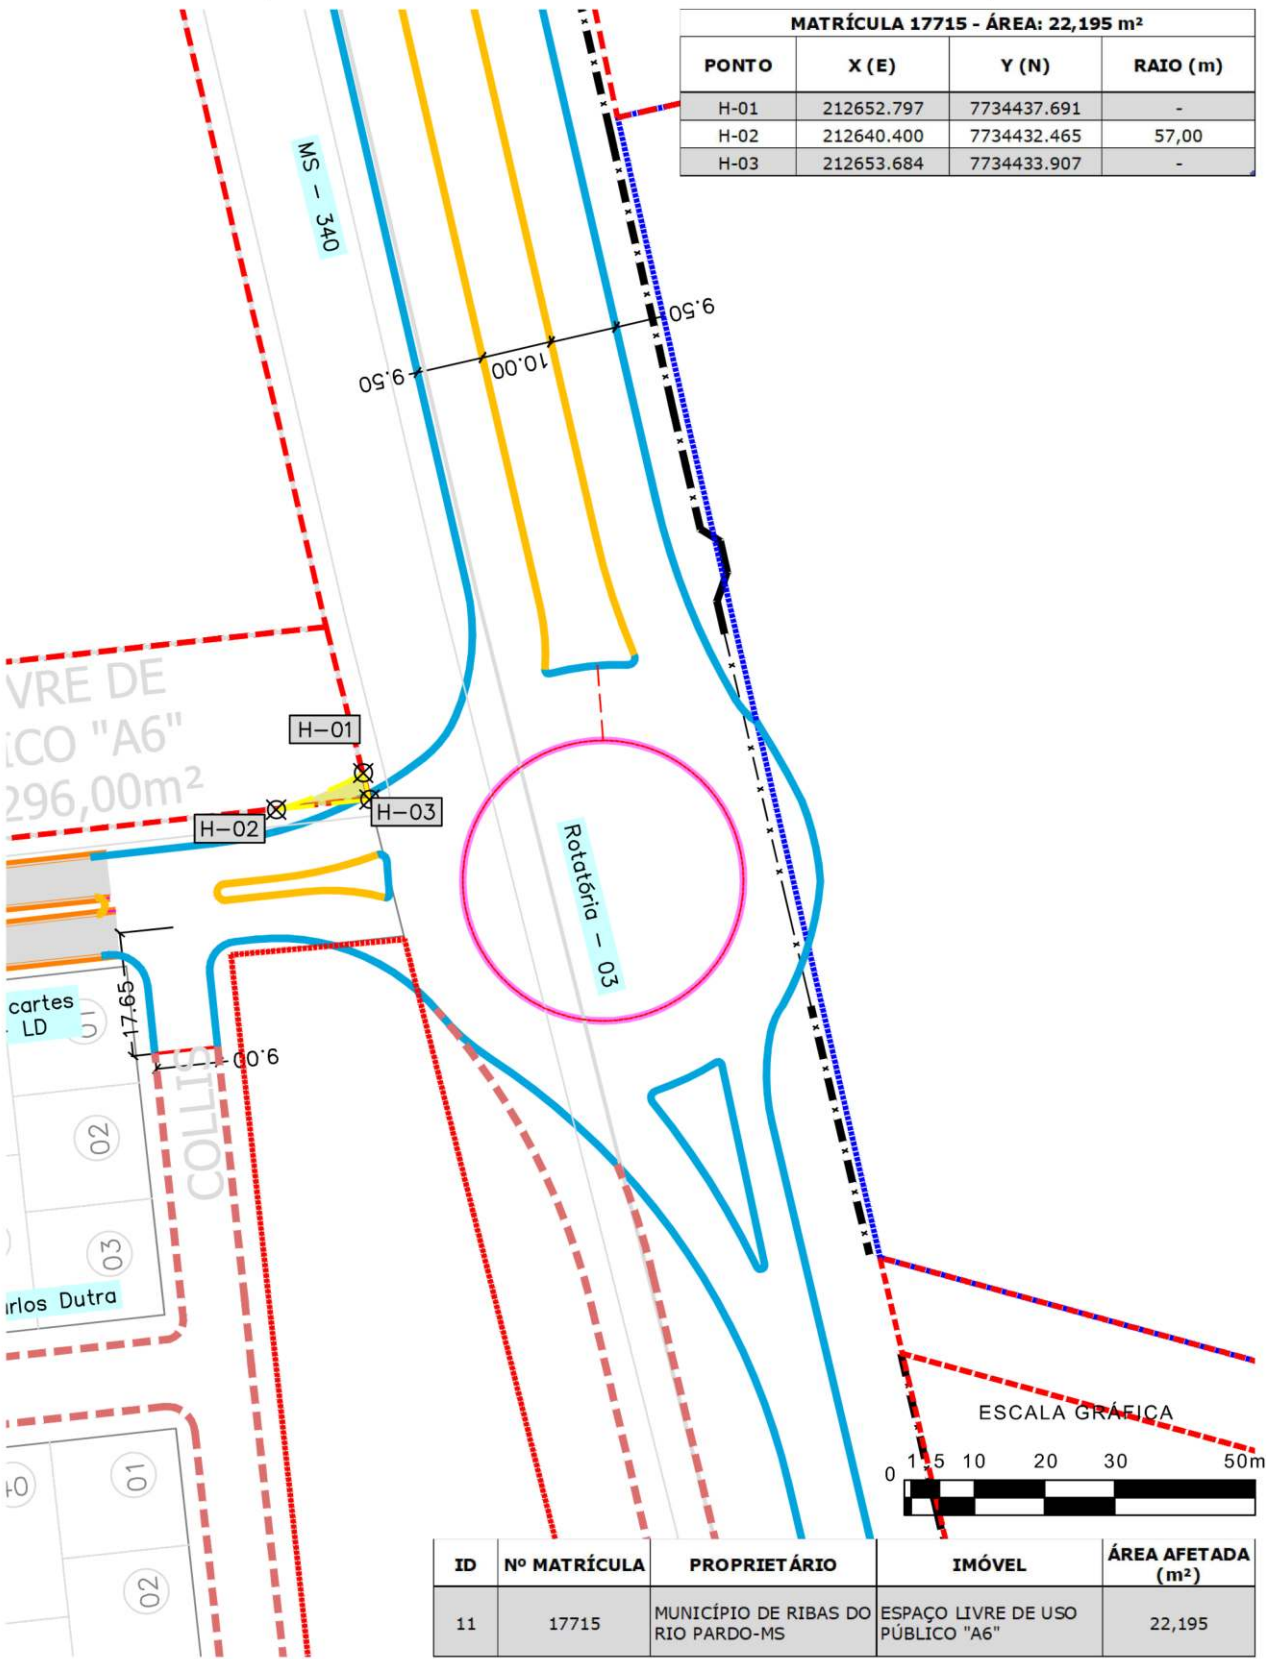 MATRÍCULA 17715 - ÁREA: 22,195 m²
PONTO X (E) Y (N) RAIO (m)
H-01 212652.797 7734437.691 -
H-02 212640.400 7734432.465 57,00
H-03 212653.684 7734433.907 -
MS - 340
9.50
10.00
9.50
VRE DE
ICO "A6"
296,00m²
H-01
H-02
H-03
Rotatória - 03
cartes
LD
01
17.65
9.00
COLLIS
02
03
rlos Dutra
01
02
ESCALA GRÁFICA
0 1 5 10 20 30 50m
ID Nº MATRÍCULA PROPRIETÁRIO IMÓVEL ÁREA AFETADA (m²)
11 17715 MUNICÍPIO DE RIBAS DO RIO PARDO-MS ESPAÇO LIVRE DE USO PÚBLICO "A6" 22,195